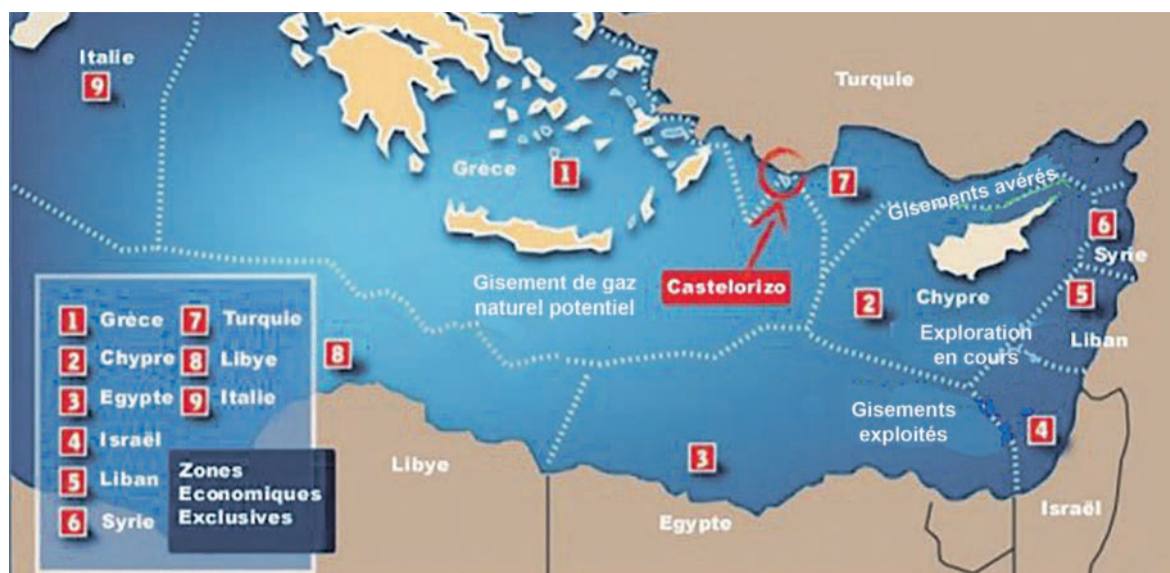 Italie
9
Turquie
Grèce
1
7
Gisements avérés
6
Syrie
Gisement de gaz
naturel potentiel
Castelorizo
2
Chypre
5
Exploration
en cours
Liban
8
Gisements
exploités
4
3
Libye
Egypte
Israël
1 Grèce
2 Chypre
3 Egypte
4 Israël
5 Liban
6 Syrie
7 Turquie
8 Libye
9 Italie
Zones
Economiques
Exclusives